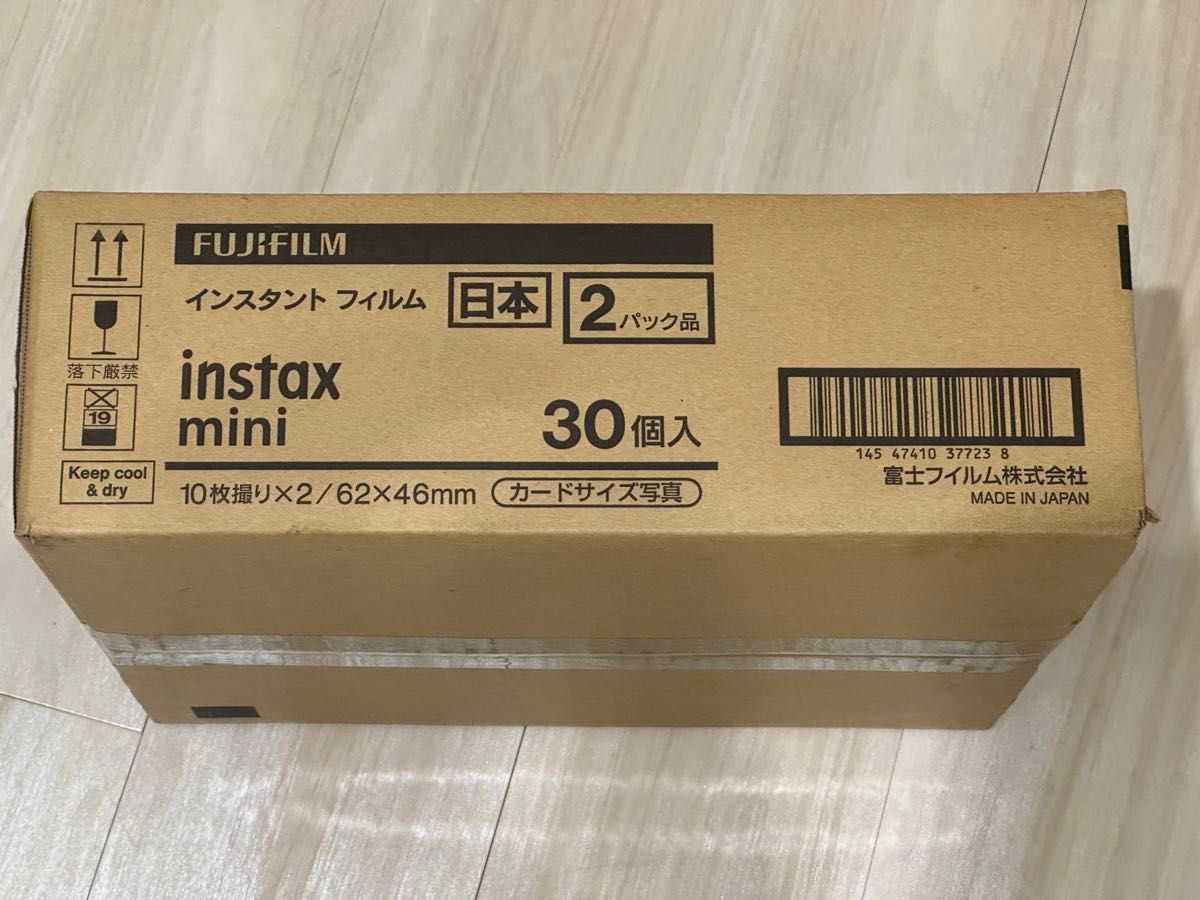 FUJIFILM
インスタント フィルム
日本
2パック品
落下厳禁
instax
mini
19
30個入
Keep cool
& dry
10枚撮り×2/62×46mm
カードサイズ写真
145 47410 37723 8
富士フイルム株式会社
MADE IN JAPAN